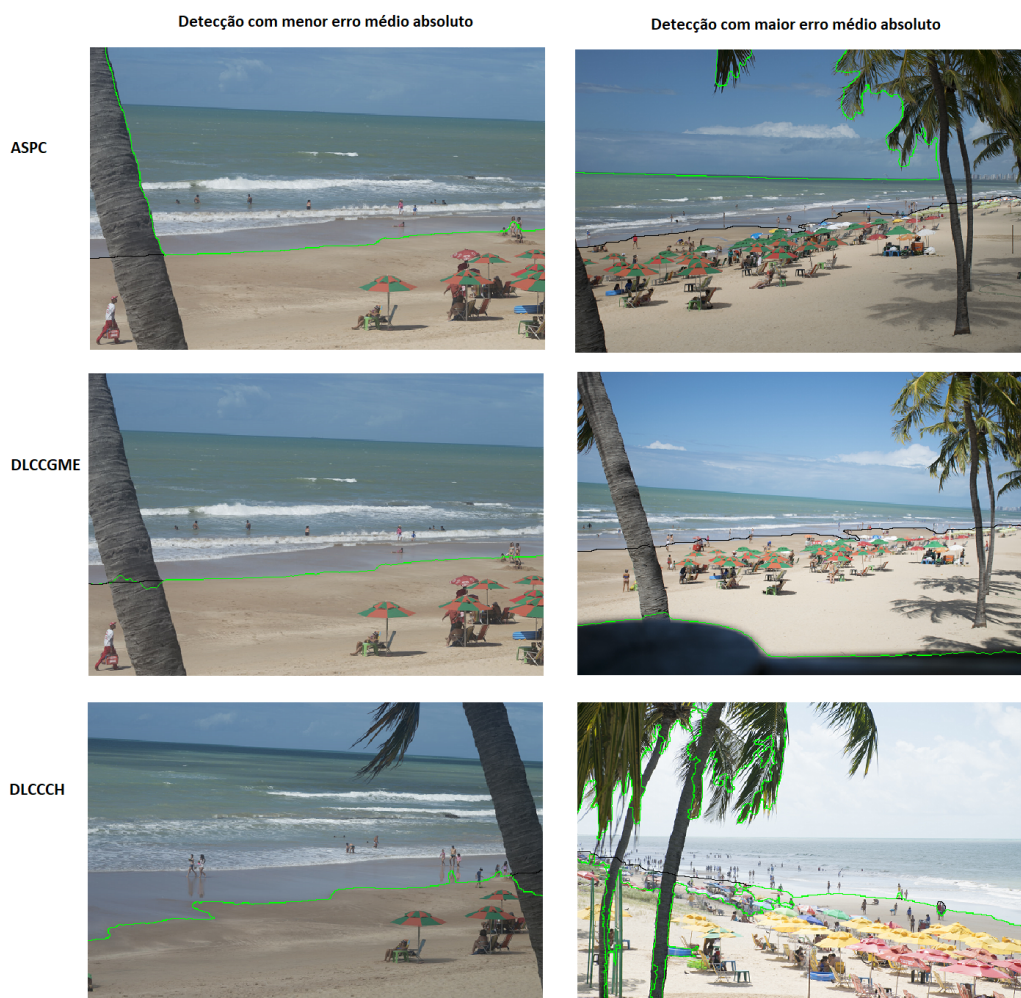 Detecção com menor erro médio absoluto
Detecção com maior erro médio absoluto
ASPC
DLCCGME
DLCCCH